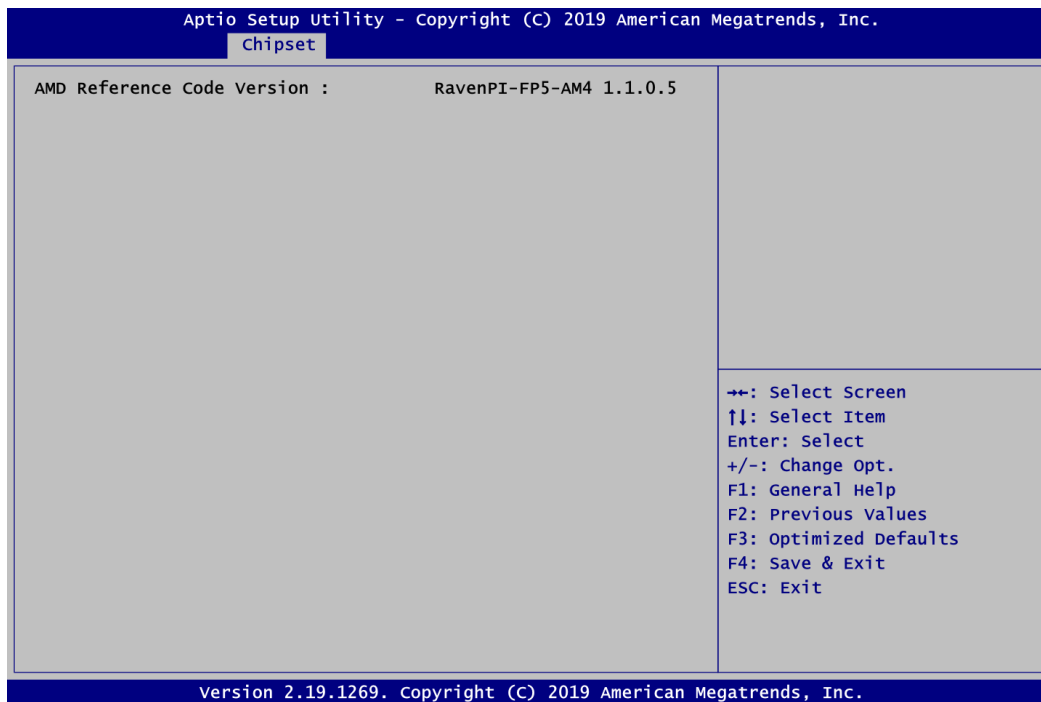 Aptio Setup Utility - Copyright (C) 2019 American Megatrends, Inc.
Chipset
AMD Reference Code Version : RavenPI-FP5-AM4 1.1.0.5
→←: Select Screen
↑↓: Select Item
Enter: Select
+/-: Change Opt.
F1: General Help
F2: Previous Values
F3: Optimized Defaults
F4: Save & Exit
ESC: Exit
Version 2.19.1269. Copyright (C) 2019 American Megatrends, Inc.